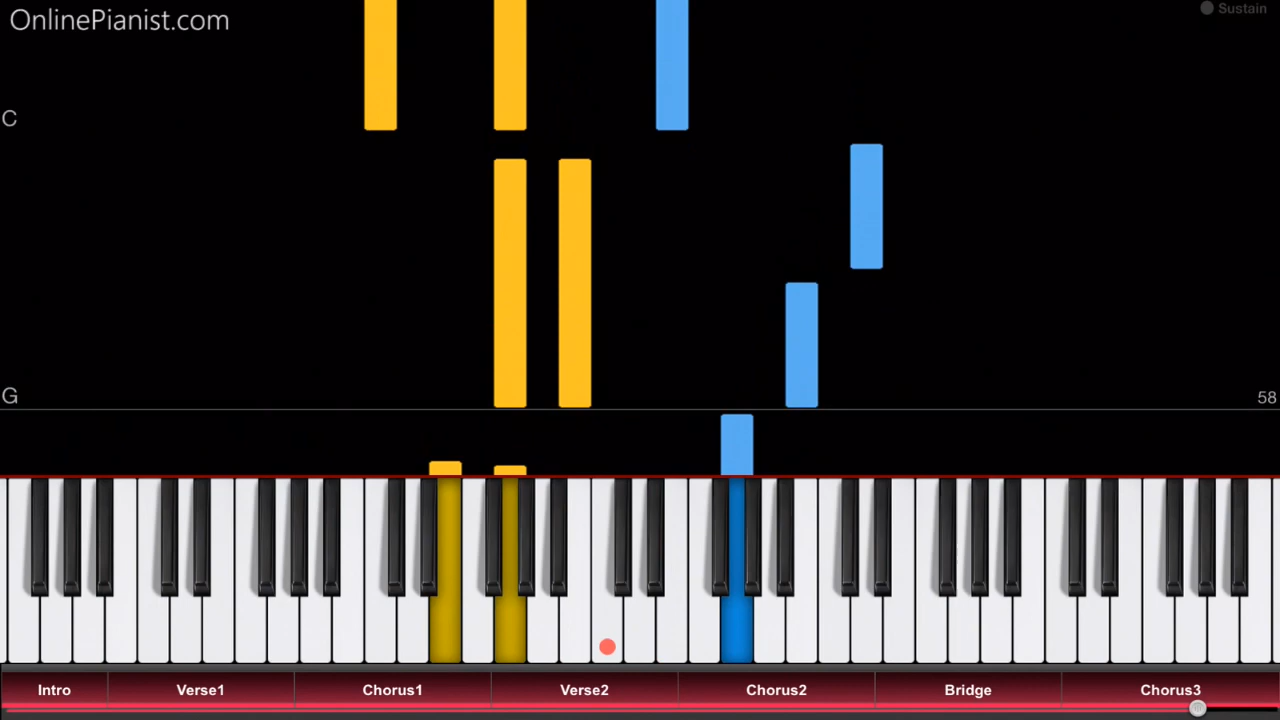 OnlinePianist.com
Sustain
C
G
58
Intro
Verse1
Chorus1
Verse2
Chorus2
Bridge
Chorus3